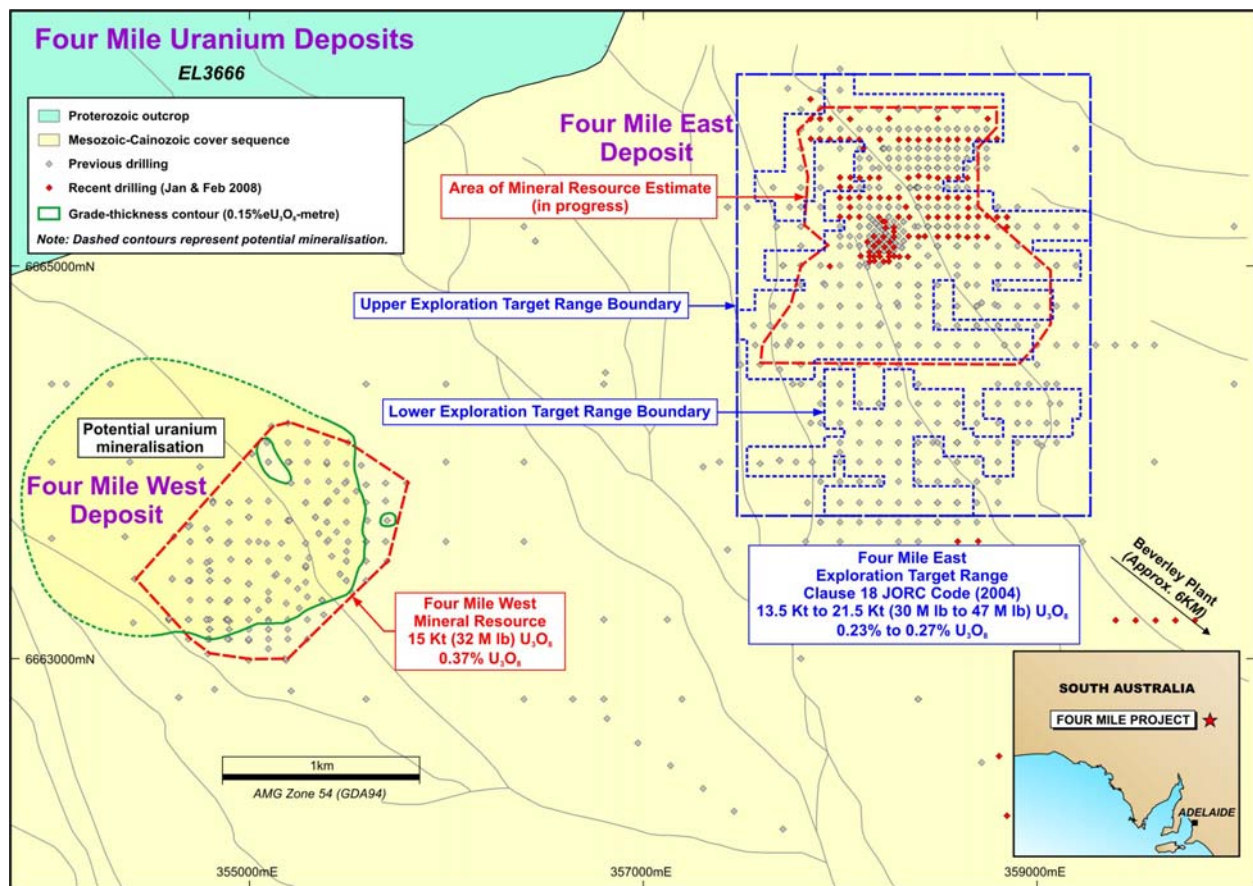 Four Mile Uranium Deposits
EL3666
Proterozoic outcrop
Mesozoic-Cainozoic cover sequence
Previous drilling
Recent drilling (Jan & Feb 2008)
Grade-thickness contour (0.15%eU₃O₈-metre)
Note: Dashed contours represent potential mineralisation.
Four Mile East
Deposit
Area of Mineral Resource Estimate
(in progress)
6665000mN
Upper Exploration Target Range Boundary
Lower Exploration Target Range Boundary
Potential uranium
mineralisation
Four Mile West
Deposit
Four Mile East
Exploration Target Range
Clause 18 JORC Code (2004)
13.5 Kt to 21.5 Kt (30 M lb to 47 M lb) U₃O₈
0.23% to 0.27% U₃O₈
Beverley Plant
(Approx. 6KM)
Four Mile West
Mineral Resource
15 Kt (32 M lb) U₃O₈
0.37% U₃O₈
6663000mN
SOUTH AUSTRALIA
FOUR MILE PROJECT
ADELAIDE
1km
AMG Zone 54 (GDA94)
355000mE
357000mE
359000mE